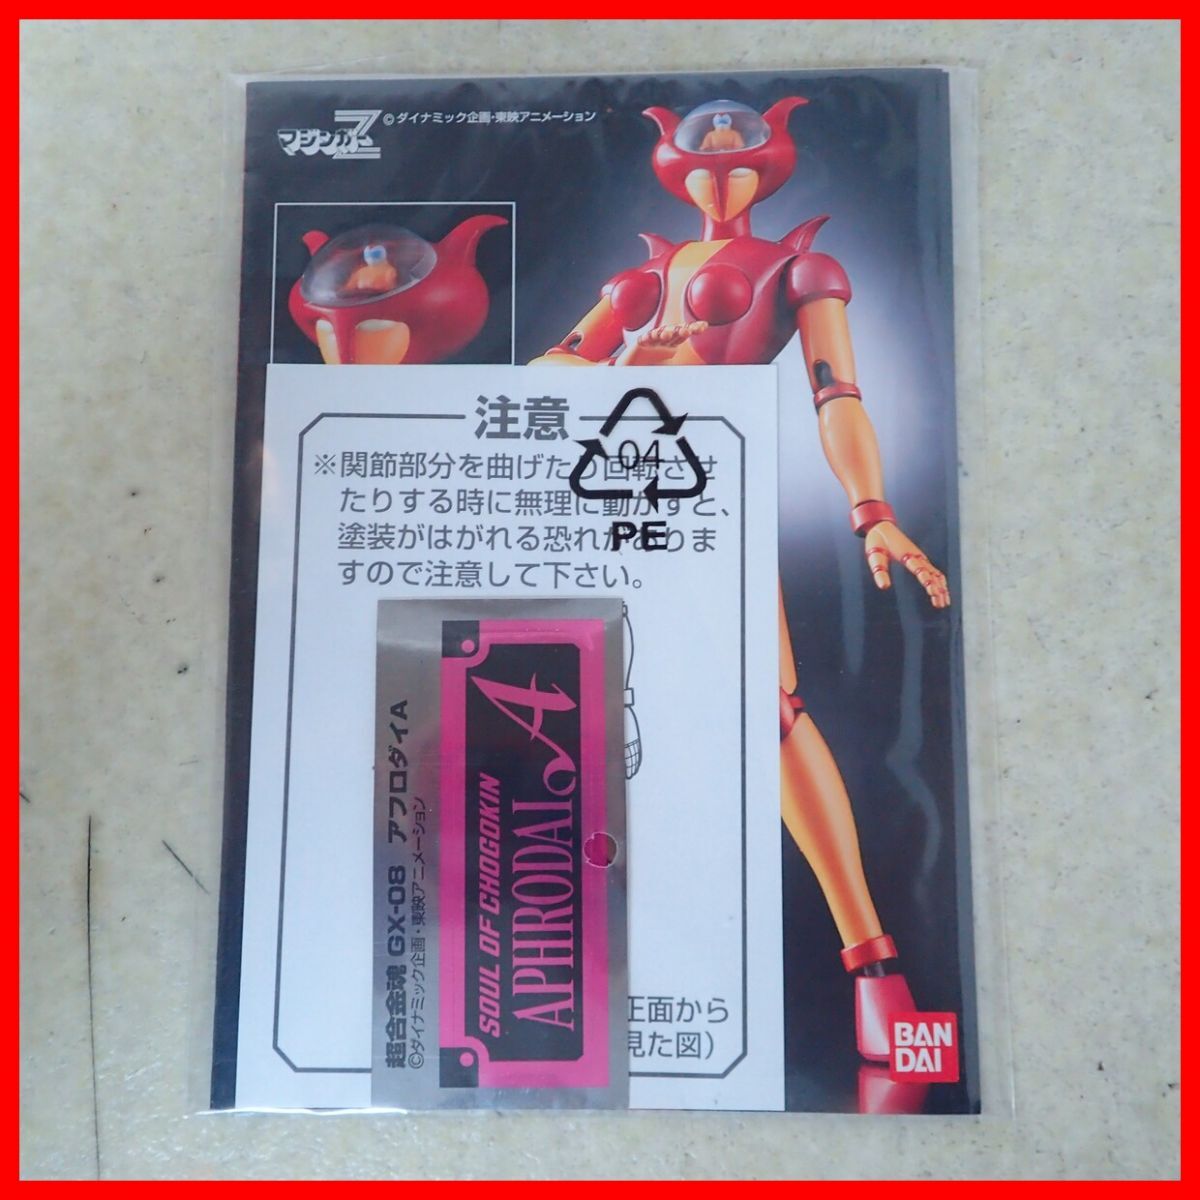 マジンガーZ
©ダイナミック企画・東映アニメーション
注意
※関節部分を曲げたり回転させ
たりする時に無理に動かすと、
塗装がはがれる恐れがありま
すので注意して下さい。
04
PE
超合金魂 GX-08 アフロダイA
©ダイナミック企画・東映アニメーション
SOUL OF CHOGOKIN
APHRODAI A
正面から
見た図）
BAN
DAI